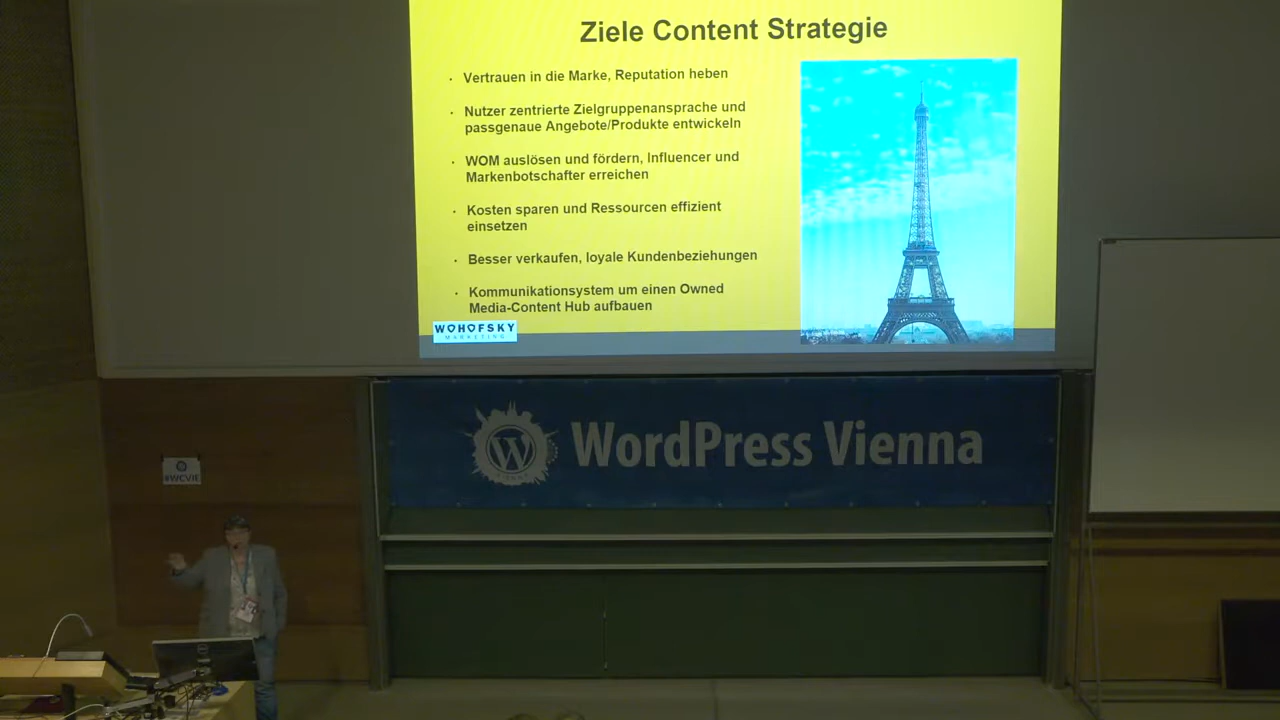 Ziele Content Strategie
· Vertrauen in die Marke, Reputation heben
· Nutzer zentrierte Zielgruppenansprache und
passgenaue Angebote/Produkte entwickeln
· WOM auslösen und fördern, Influencer und
Markenbotschafter erreichen
· Kosten sparen und Ressourcen effizient
einsetzen
· Besser verkaufen, loyale Kundenbeziehungen
· Kommunikationsystem um einen Owned
Media-Content Hub aufbauen
WOHOFSKY
MARKETING
WordPress Vienna
#WCVIE